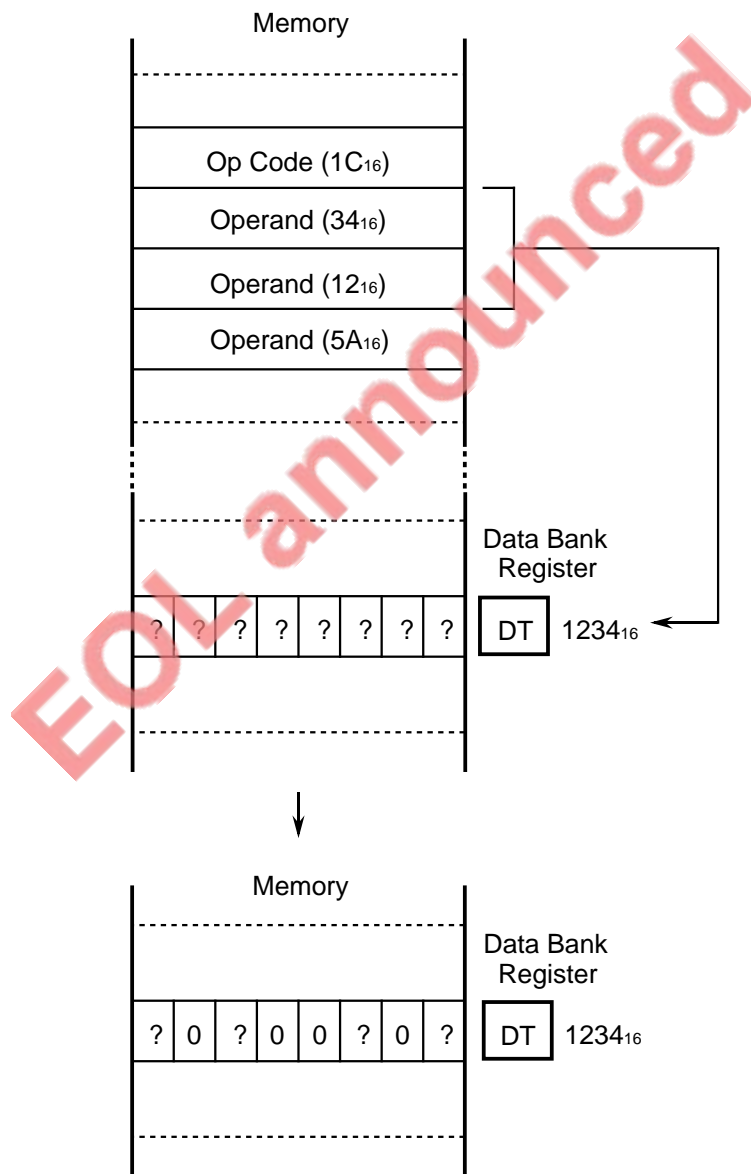 Memory
Op Code (1C16)
Operand (3416)
Operand (1216)
Operand (5A16)
Data Bank
Register
? ? ? ? ? ? ? ? DT 123416
Memory
Data Bank
Register
? 0 ? 0 0 ? 0 ? DT 123416
EOL announced